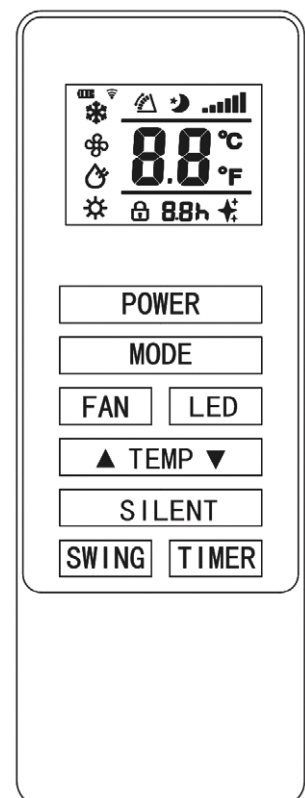 8.8 °C
°F
8.8h
POWER
MODE
FAN LED
▲ TEMP ▼
SILENT
SWING TIMER